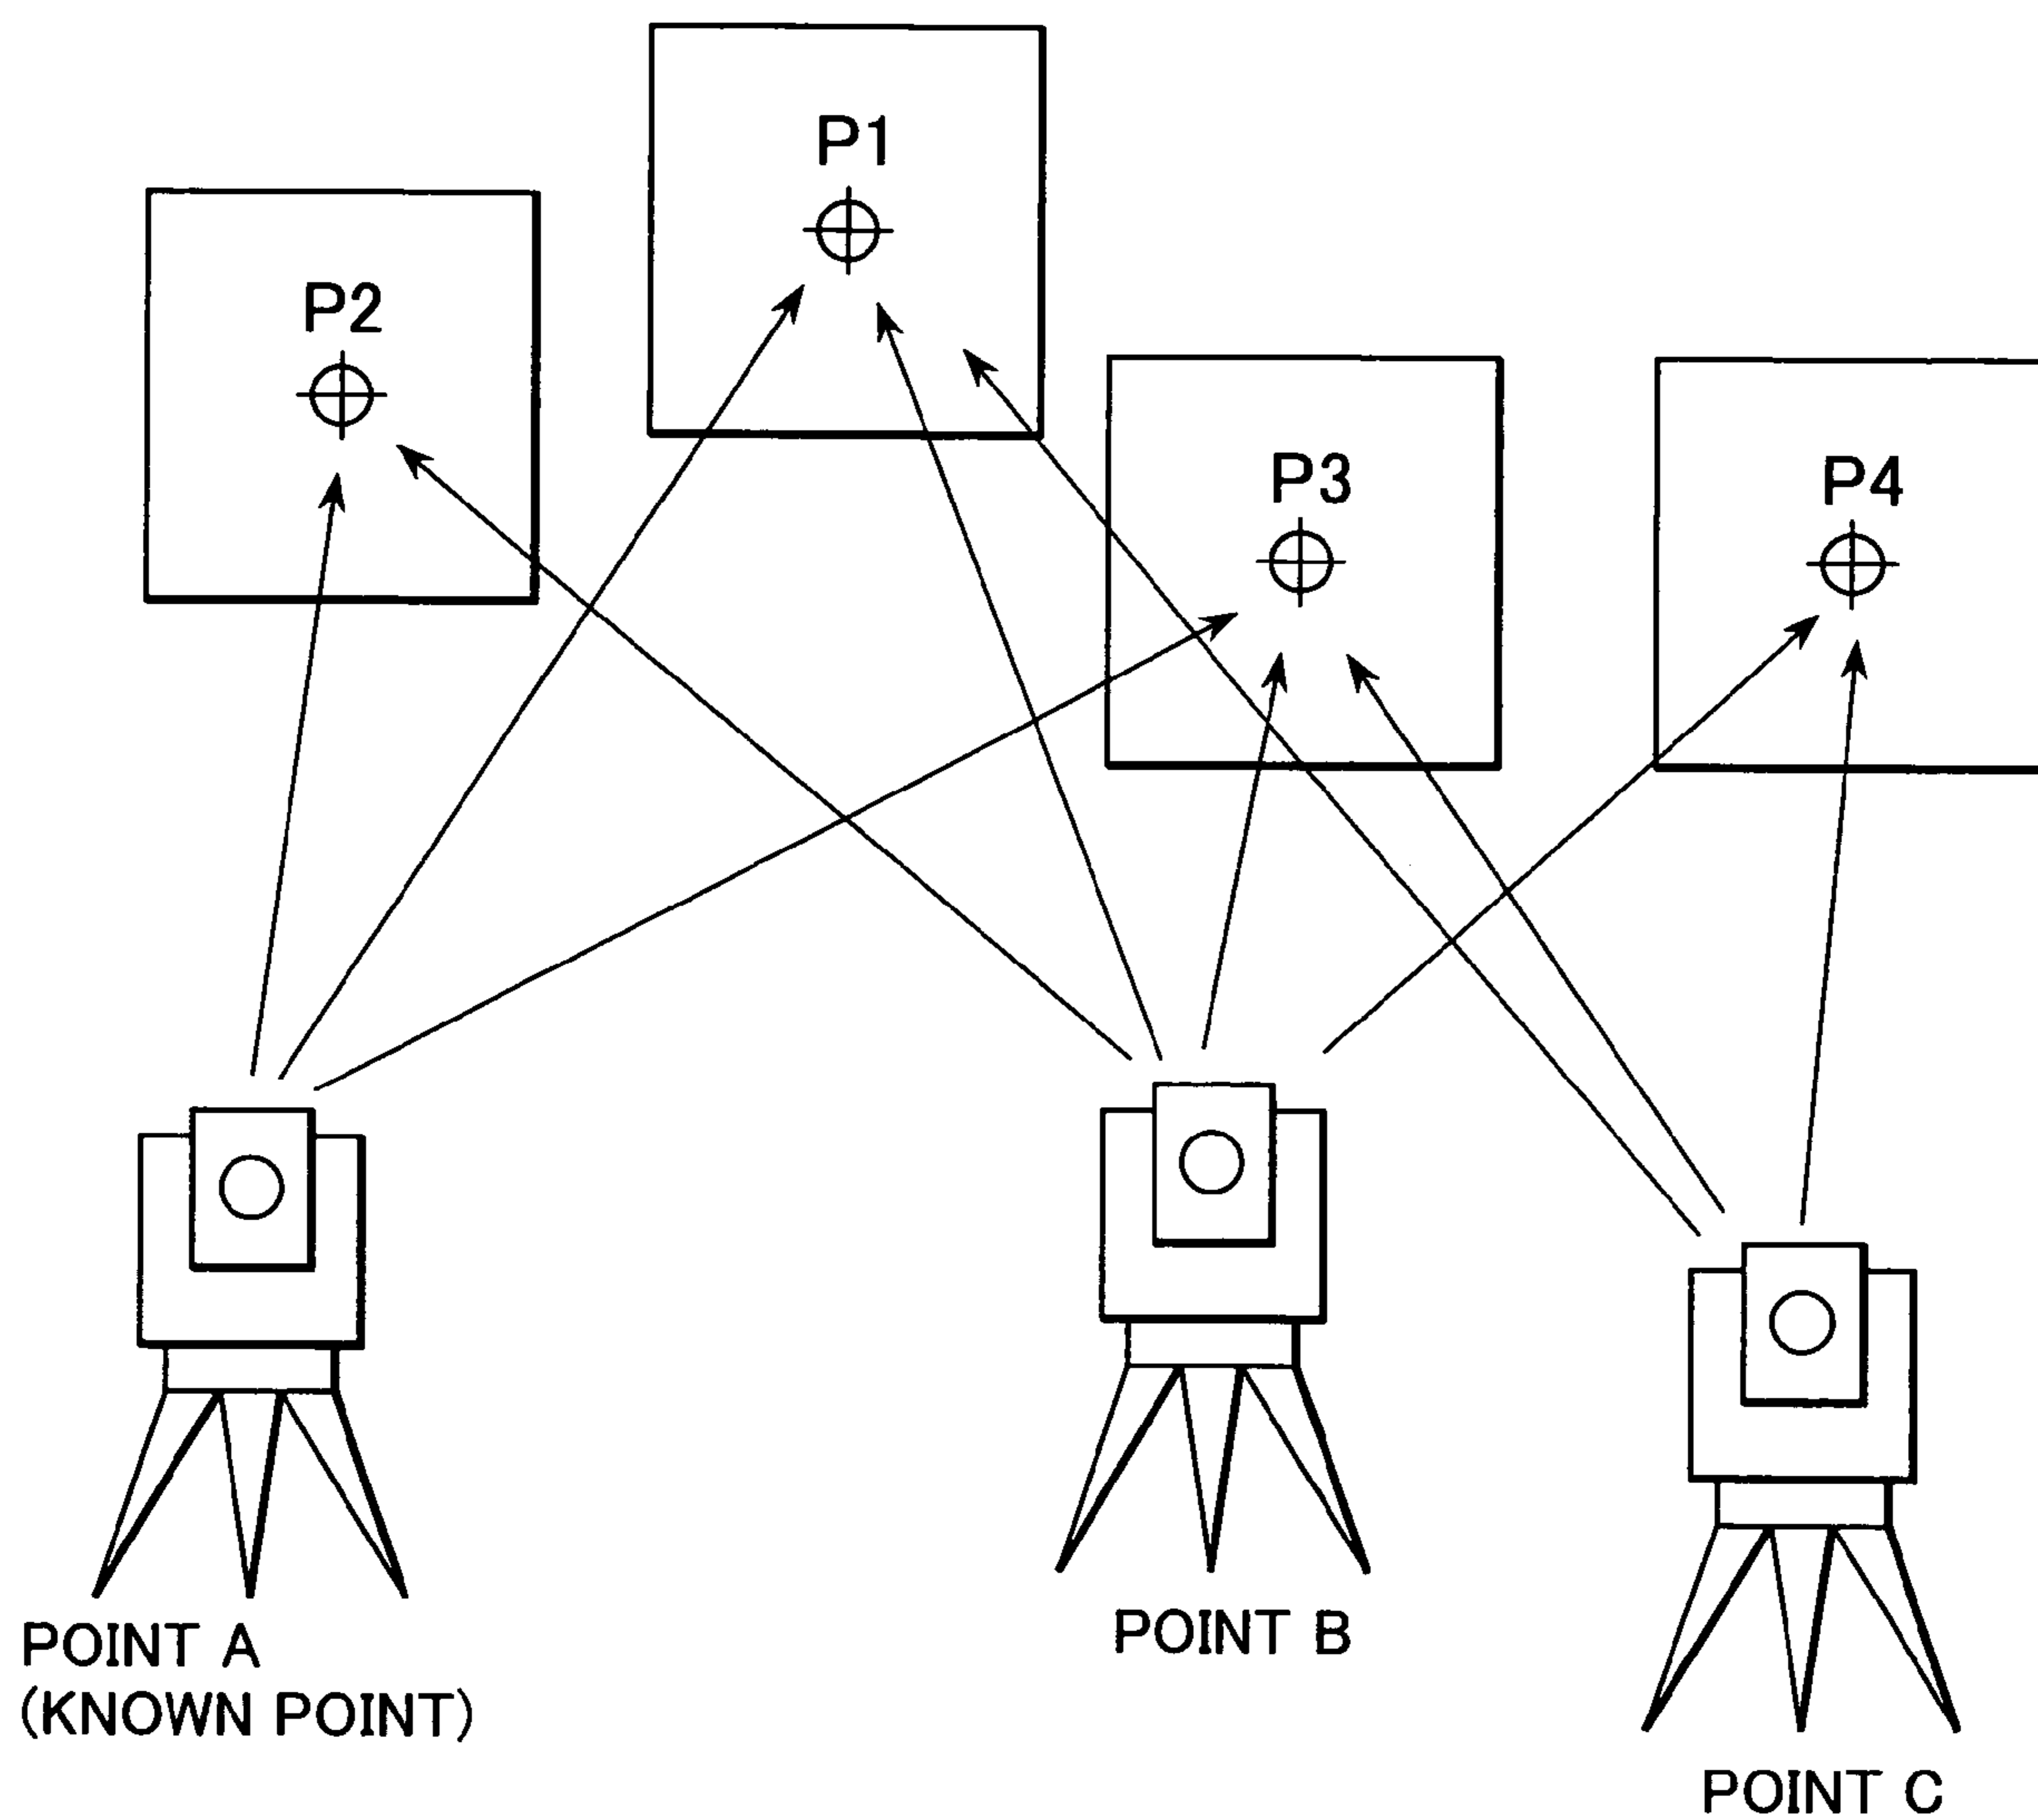 P1
P2
P3
P4
POINT A
(KNOWN POINT)
POINT B
POINT C